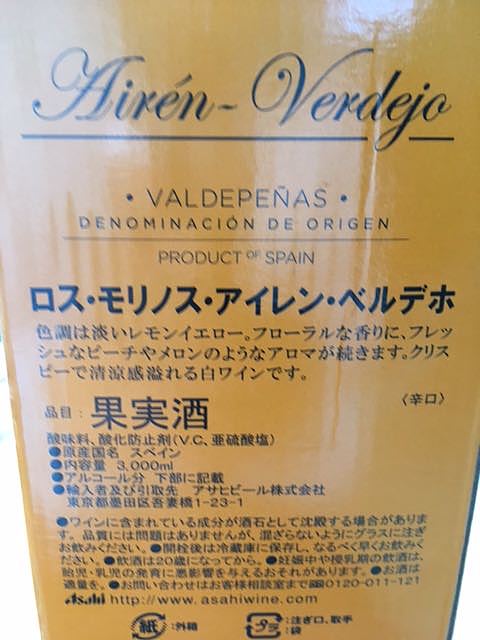 Airén-Verdejo
・VALDEPEÑAS・
DENOMINACIÓN DE ORIGEN
PRODUCT OF SPAIN
ロス・モリノス・アイレン・ベルデホ
色調は淡いレモンイエロー。フローラルな香りに、フレッ
シュなピーチやメロンのようなアロマが続きます。クリス
ピーで清涼感溢れる白ワインです。
品目：果実酒 〈辛口〉
酸味料、酸化防止剤(V.C、亜硫酸塩)
●原産国名 スペイン
●内容量 3,000ml
●アルコール分 下部に記載
●輸入者及び引取先 アサヒビール株式会社
東京都墨田区吾妻橋1-23-1
●ワインに含まれている成分が酒石として沈殿する場合がありま
す。品質には問題はありませんが、混ざらないようにグラスに注ぎ
お飲みください。●開栓後は冷蔵庫に保存し、なるべく早くお飲みく
ださい。●飲酒は20歳になってから。●妊娠中や授乳期の飲酒は、
胎児・乳児の発育に悪影響を与えるおそれがあります。●お酒は
適量を。●お問い合わせはお客様相談室まで 0120-011-121
Asahi http://www.asahiwine.com
紙：外箱 プラ：注ぎ口、取手
：袋